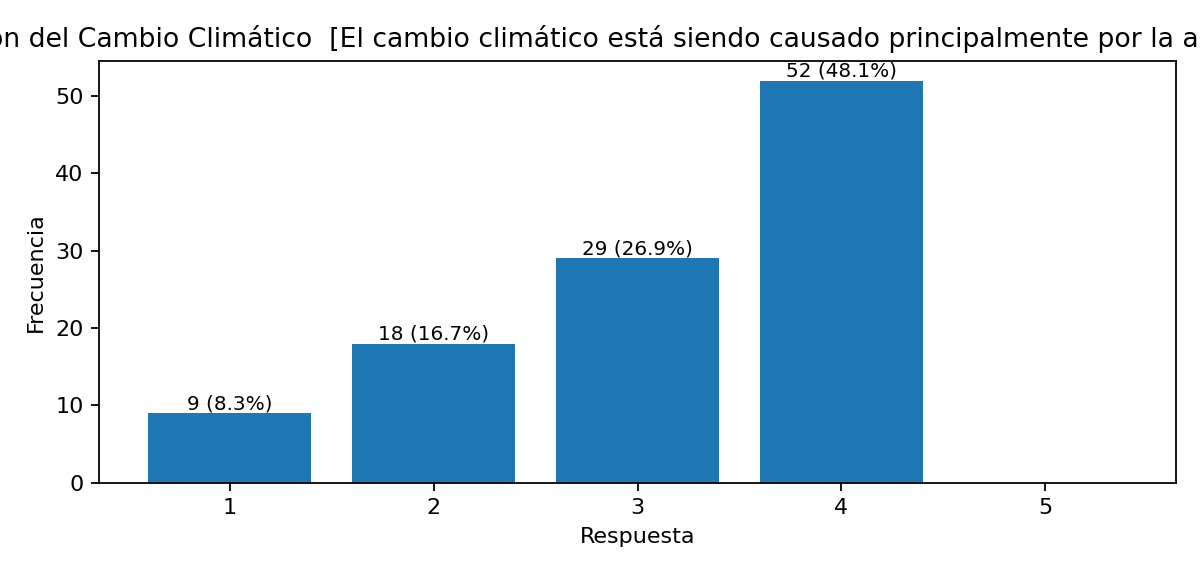 del Cambio Climático [El cambio climático está siendo causado principalmente por la
52 (48.1%)
50
40
29 (26.9%)
30
Frecuencia
18 (16.7%)
20
9 (8.3%)
10
0
1 2 3 4 5
Respuesta